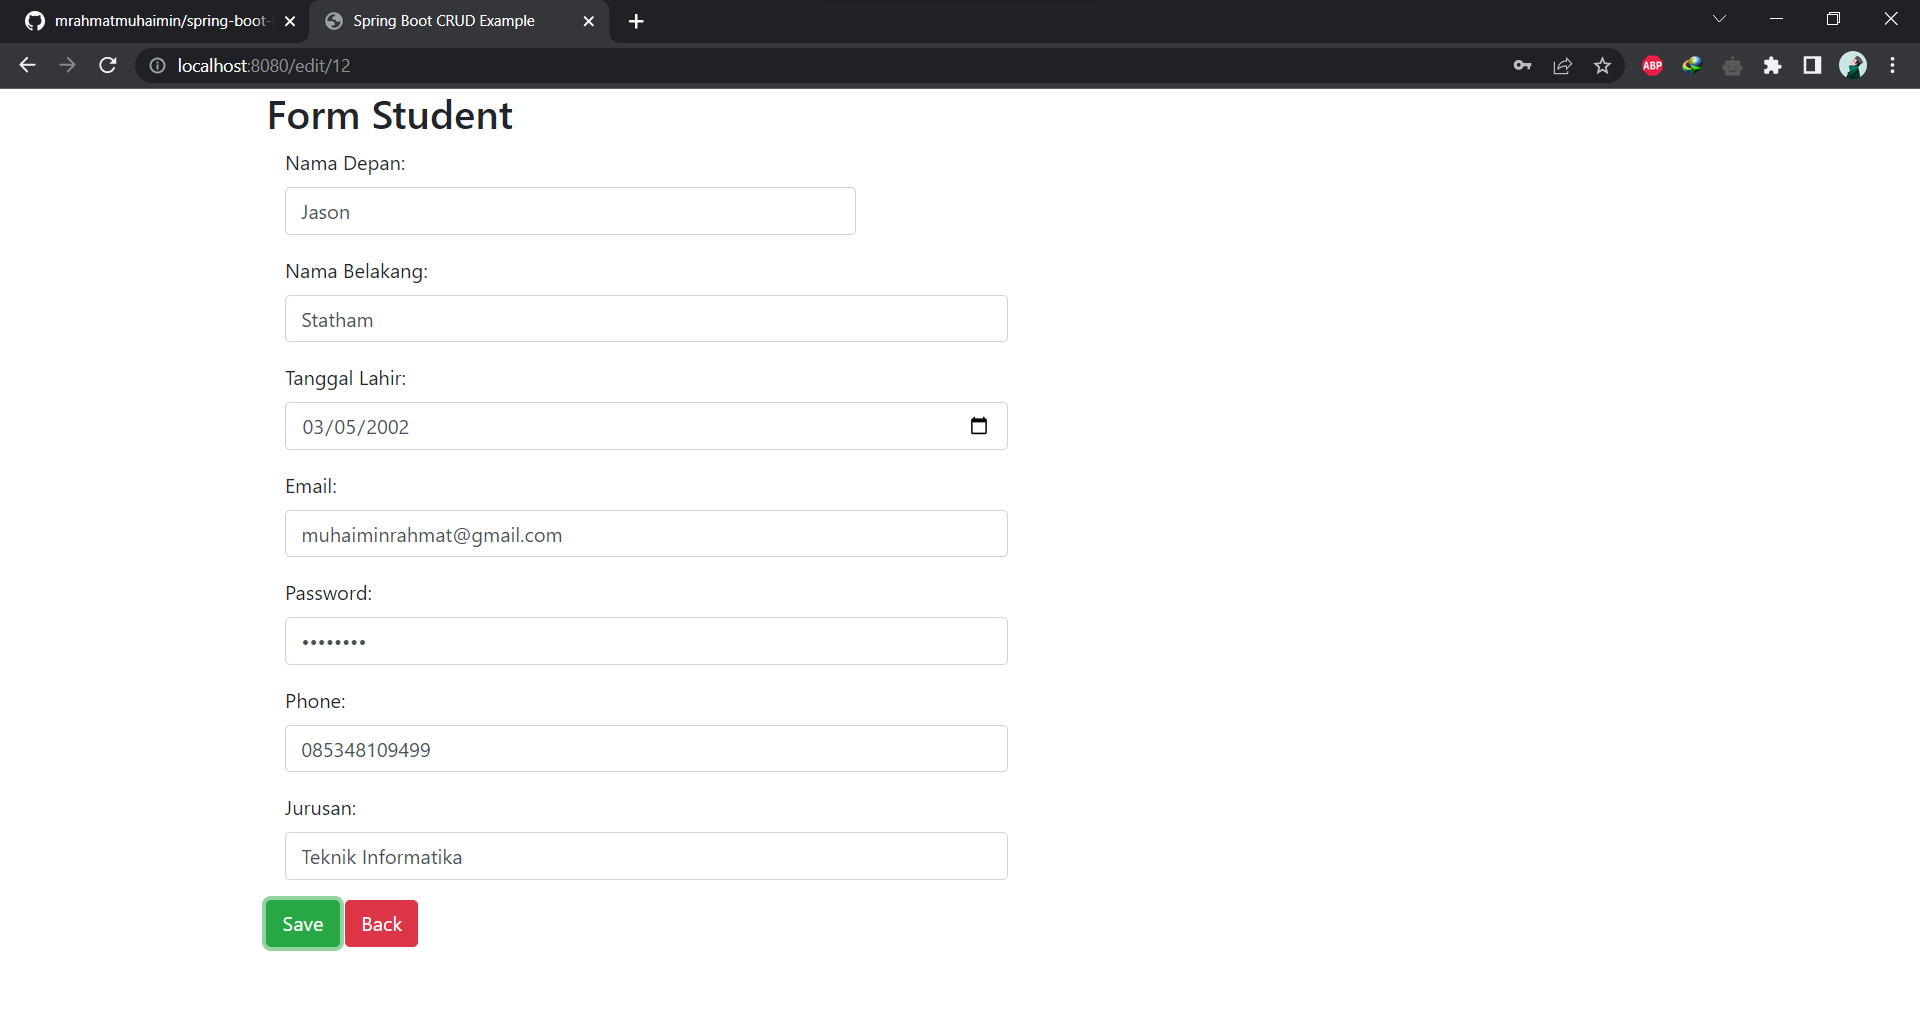 mrahmatmuhaimin/spring-boot-
Spring Boot CRUD Example
localhost:8080/edit/12
ABP
Form Student
Nama Depan:
Jason
Nama Belakang:
Statham
Tanggal Lahir:
03/05/2002
Email:
muhaiminrahmat@gmail.com
Password:
••••••••
Phone:
085348109499
Jurusan:
Teknik Informatika
Save Back